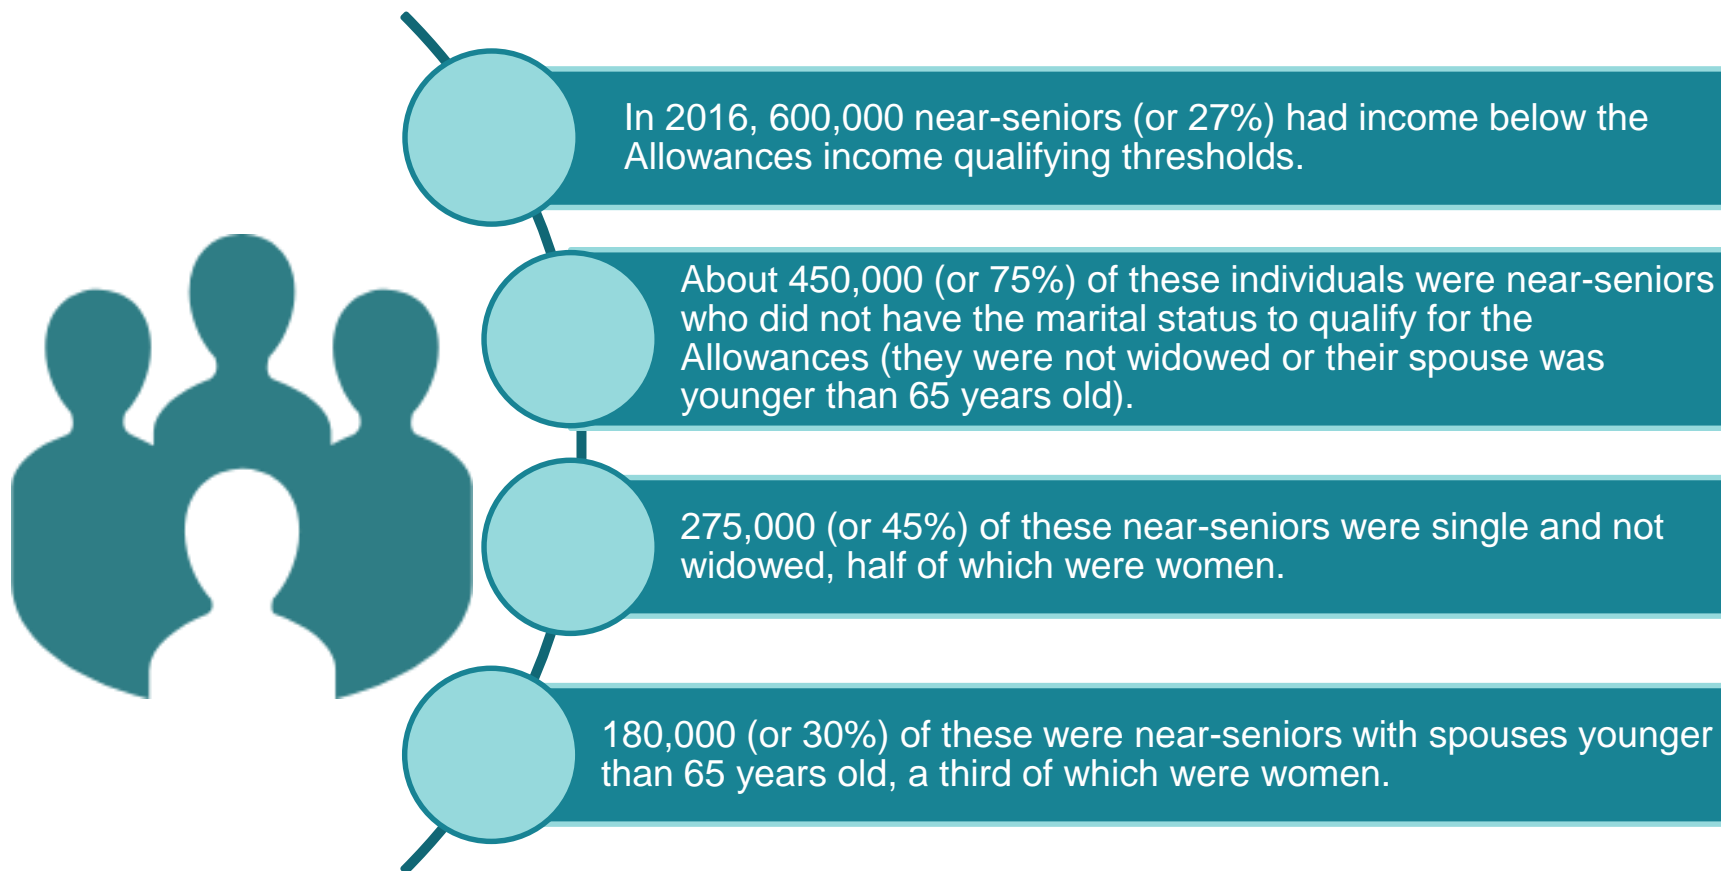 In 2016, 600,000 near-seniors (or 27%) had income below the
Allowances income qualifying thresholds.
About 450,000 (or 75%) of these individuals were near-seniors
who did not have the marital status to qualify for the
Allowances (they were not widowed or their spouse was
younger than 65 years old).
275,000 (or 45%) of these near-seniors were single and not
widowed, half of which were women.
180,000 (or 30%) of these were near-seniors with spouses younger
than 65 years old, a third of which were women.